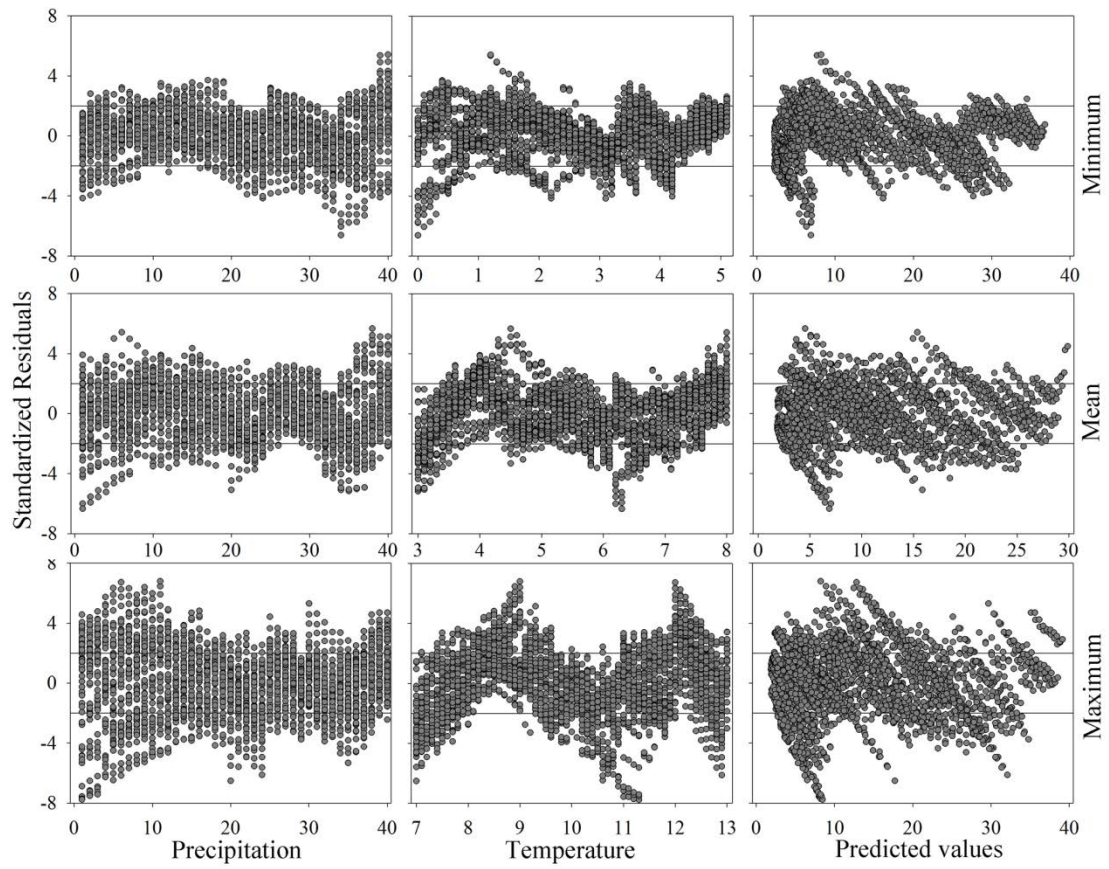 8
4
0
-4
-8
0 10 20 30 40
0 1 2 3 4 5
0 10 20 30 40
Minimum
8
4
0
-4
-8
0 10 20 30 40
3 4 5 6 7 8
0 5 10 15 20 25 30
Mean
Standardized Residuals
8
4
0
-4
-8
0 10 20 30 40
7 8 9 10 11 12 13
0 10 20 30 40
Maximum
Precipitation Temperature Predicted values